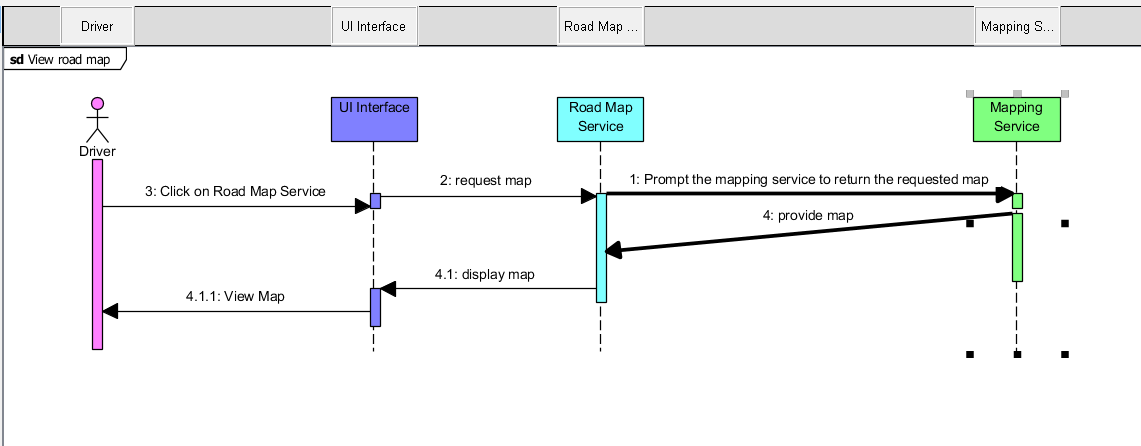 Driver
UI Interface
Road Map ...
Mapping S...
sd View road map
UI Interface
Road Map
Service
Mapping
Service
Driver
3: Click on Road Map Service
2: request map
1: Prompt the mapping service to return the requested map
4: provide map
4.1: display map
4.1.1: View Map